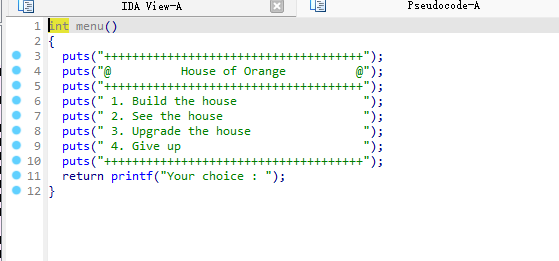 IDA View-A Pseudocode-A
1 int menu()
2 {
3 puts("+++++++++++++++++++++++++++++++++++++");
4 puts("@          House of Orange          @");
5 puts("+++++++++++++++++++++++++++++++++++++");
6 puts(" 1. Build the house                  ");
7 puts(" 2. See the house                    ");
8 puts(" 3. Upgrade the house                ");
9 puts(" 4. Give up                          ");
10 puts("+++++++++++++++++++++++++++++++++++++");
11 return printf("Your choice : ");
12 }